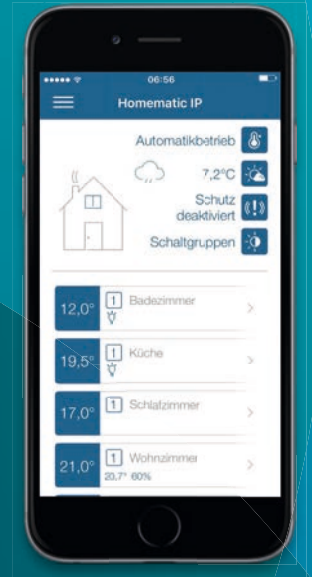 06:56
Homematic IP
Automatikbetrieb
7,2°C
Schutz
deaktiviert
Schaltgruppen
12,0° 1 Badezimmer
19,5° 1 Küche
17,0° 1 Schlafzimmer
21,0° 1 Wohnzimmer
20,7° 60%